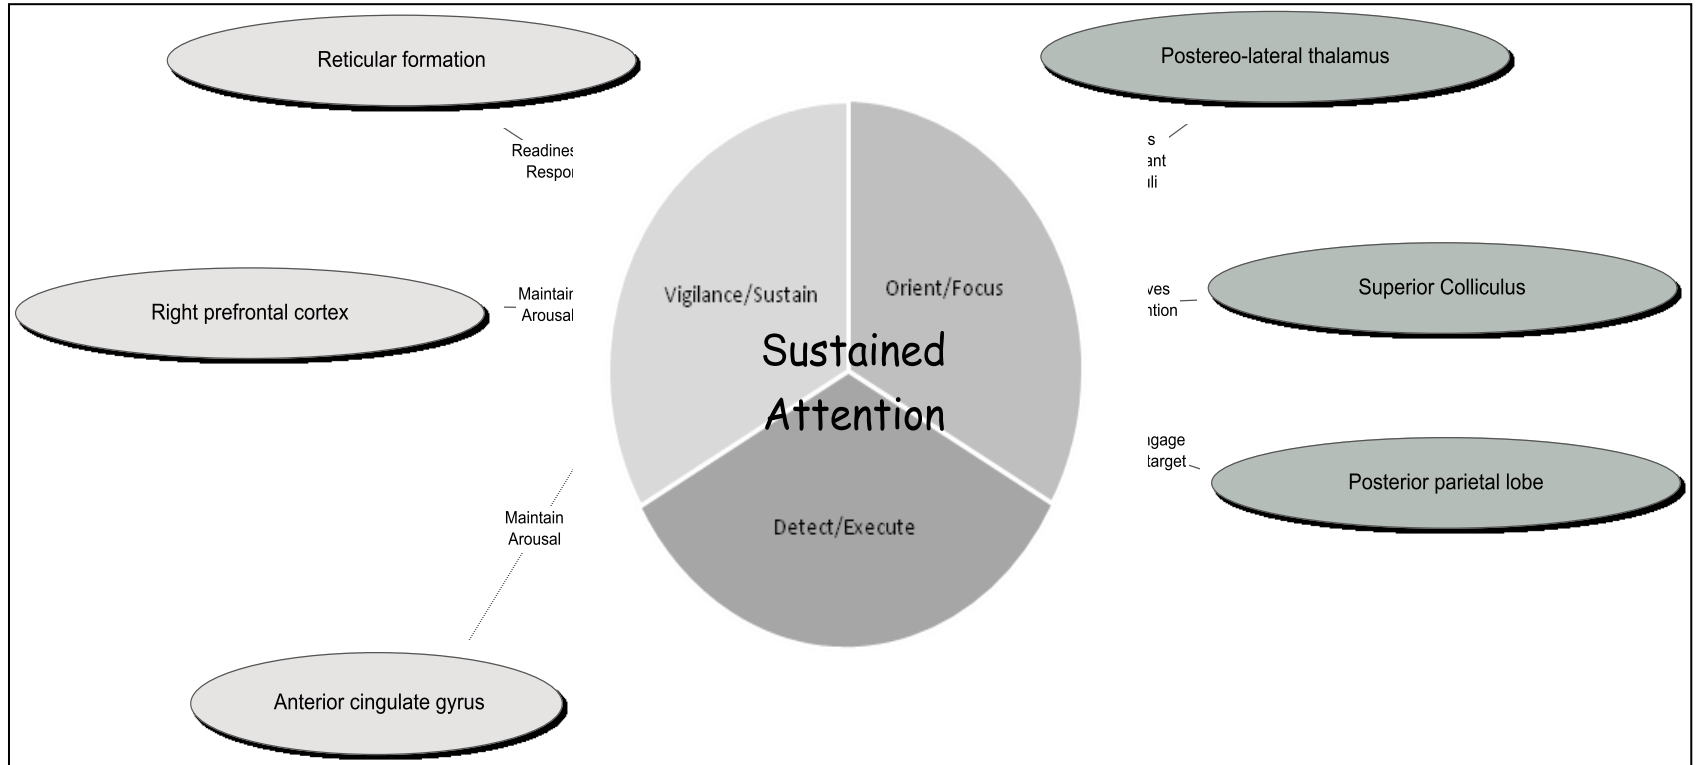 Reticular formation
Postereo-lateral thalamus
Right prefrontal cortex
Maintain
Arousal
Vigilance/Sustain
Orient/Focus
Superior Colliculus
Sustained
Attention
target
Posterior parietal lobe
Detect/Execute
Maintain
Arousal
Anterior cingulate gyrus